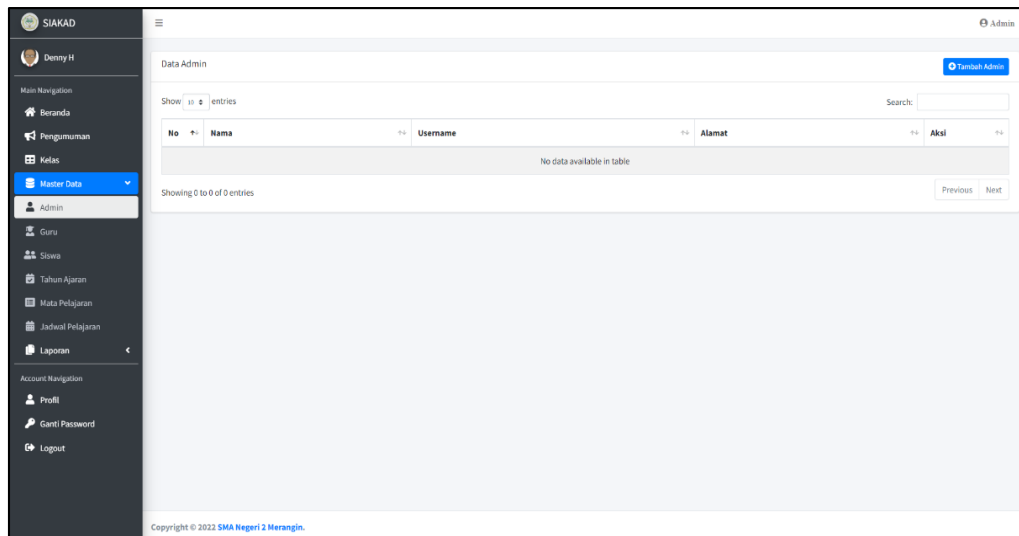 SIAKAD
Admin
Denny H
Main Navigation
Beranda
Pengumuman
Kelas
Master Data
Admin
Guru
Siswa
Tahun Ajaran
Mata Pelajaran
Jadwal Pelajaran
Laporan
Account Navigation
Profil
Ganti Password
Logout
Data Admin
Tambah Admin
Show 10 entries
Search:
No Nama Username Alamat Aksi
No data available in table
Showing 0 to 0 of 0 entries
Previous Next
Copyright © 2022 SMA Negeri 2 Merangin.